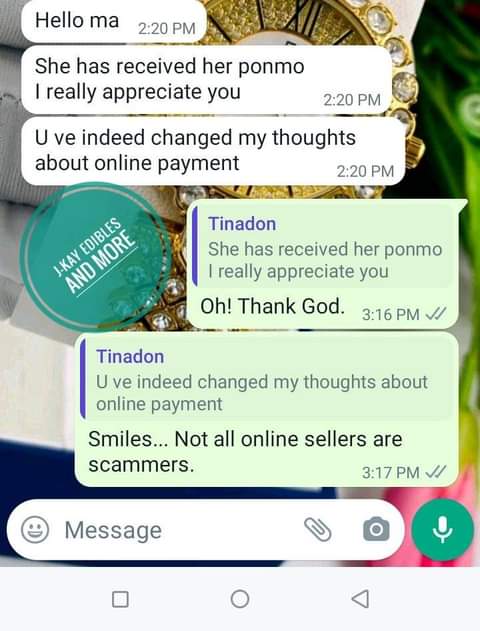 Hello ma
2:20 PM
She has received her ponmo
I really appreciate you
2:20 PM
U ve indeed changed my thoughts
about online payment
2:20 PM
J-KAY EDIBLES
AND MORE
Tinadon
She has received her ponmo
I really appreciate you
Oh! Thank God.
3:16 PM
Tinadon
U ve indeed changed my thoughts about
online payment
Smiles... Not all online sellers are
scammers.
3:17 PM
Message